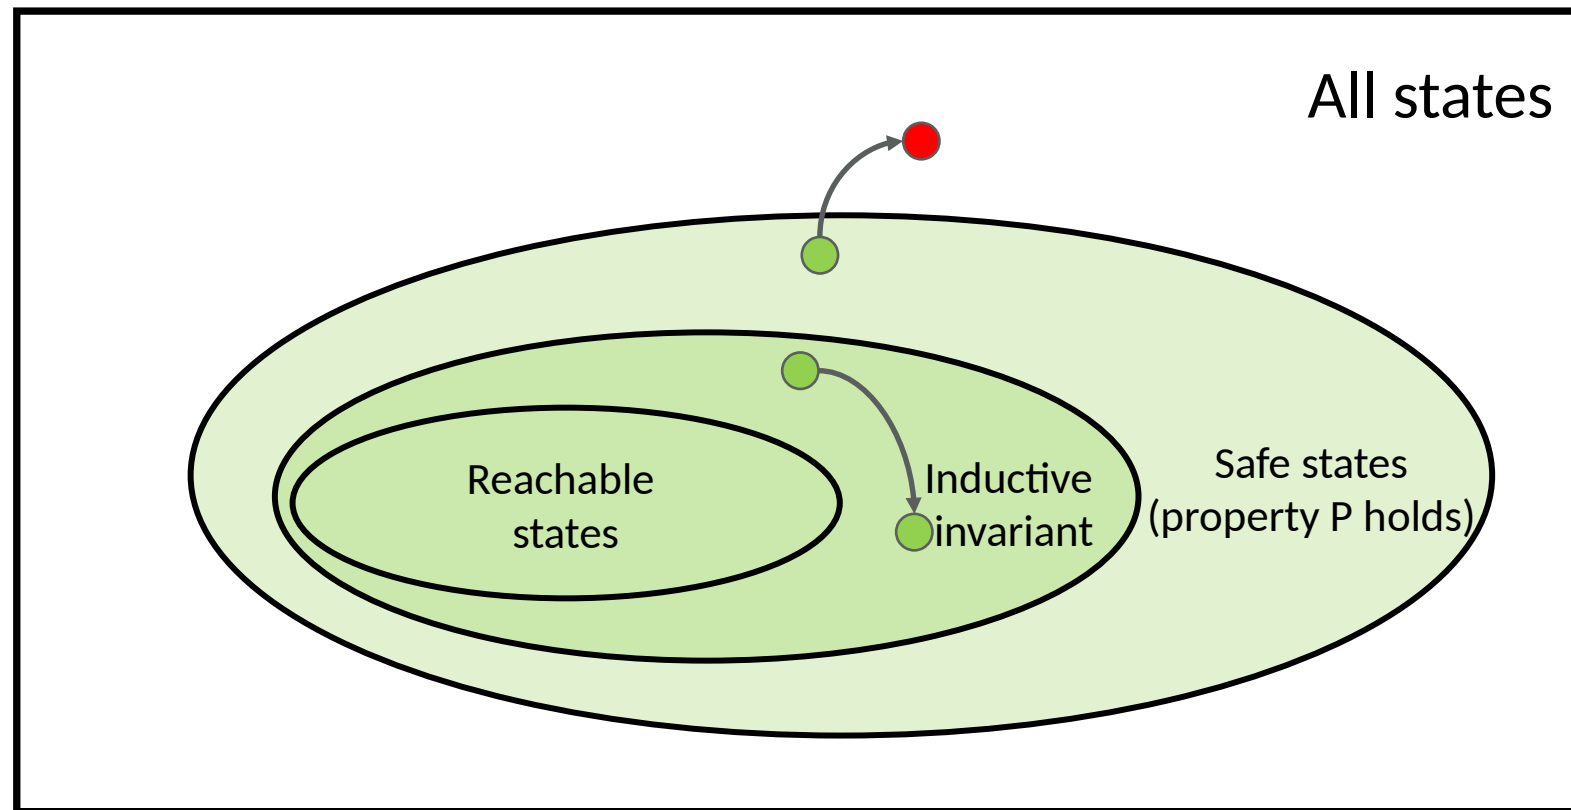 All states
Reachable
states
Inductive
invariant
Safe states
(property P holds)